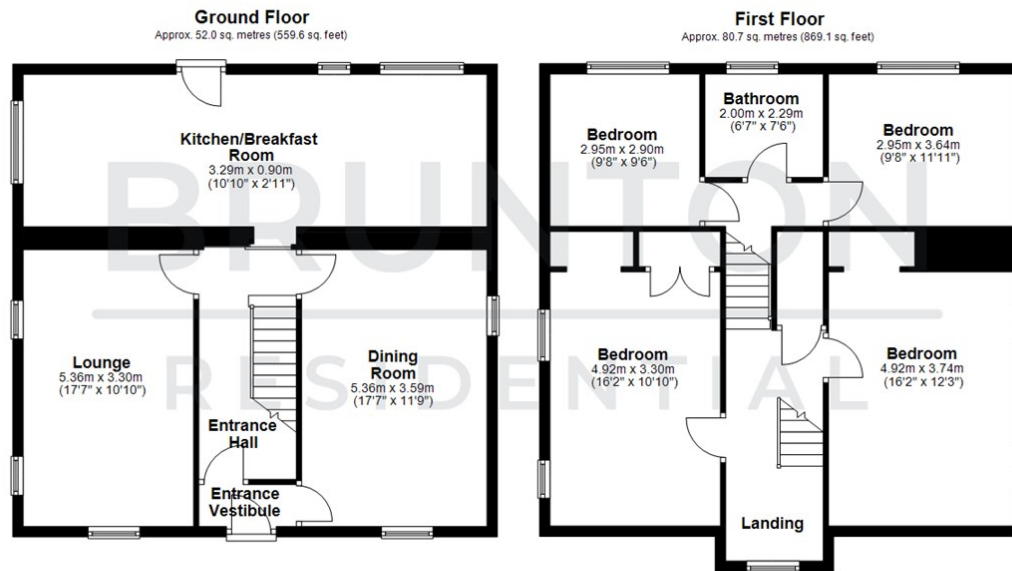 Ground Floor
Approx. 52.0 sq. metres (559.6 sq. feet)
Kitchen/Breakfast
Room
3.29m x 0.90m
(10'10" x 2'11")
Lounge
5.36m x 3.30m
(17'7" x 10'10")
Dining
Room
5.36m x 3.59m
(17'7" x 11'9")
Entrance
Hall
Entrance
Vestibule
First Floor
Approx. 80.7 sq. metres (869.1 sq. feet)
Bedroom
2.95m x 2.90m
(9'8" x 9'6")
Bathroom
2.00m x 2.29m
(6'7" x 7'6")
Bedroom
2.95m x 3.64m
(9'8" x 11'11")
Bedroom
4.92m x 3.30m
(16'2" x 10'10")
Bedroom
4.92m x 3.74m
(16'2" x 12'3")
Landing
BRUNTON
RESIDENTIAL